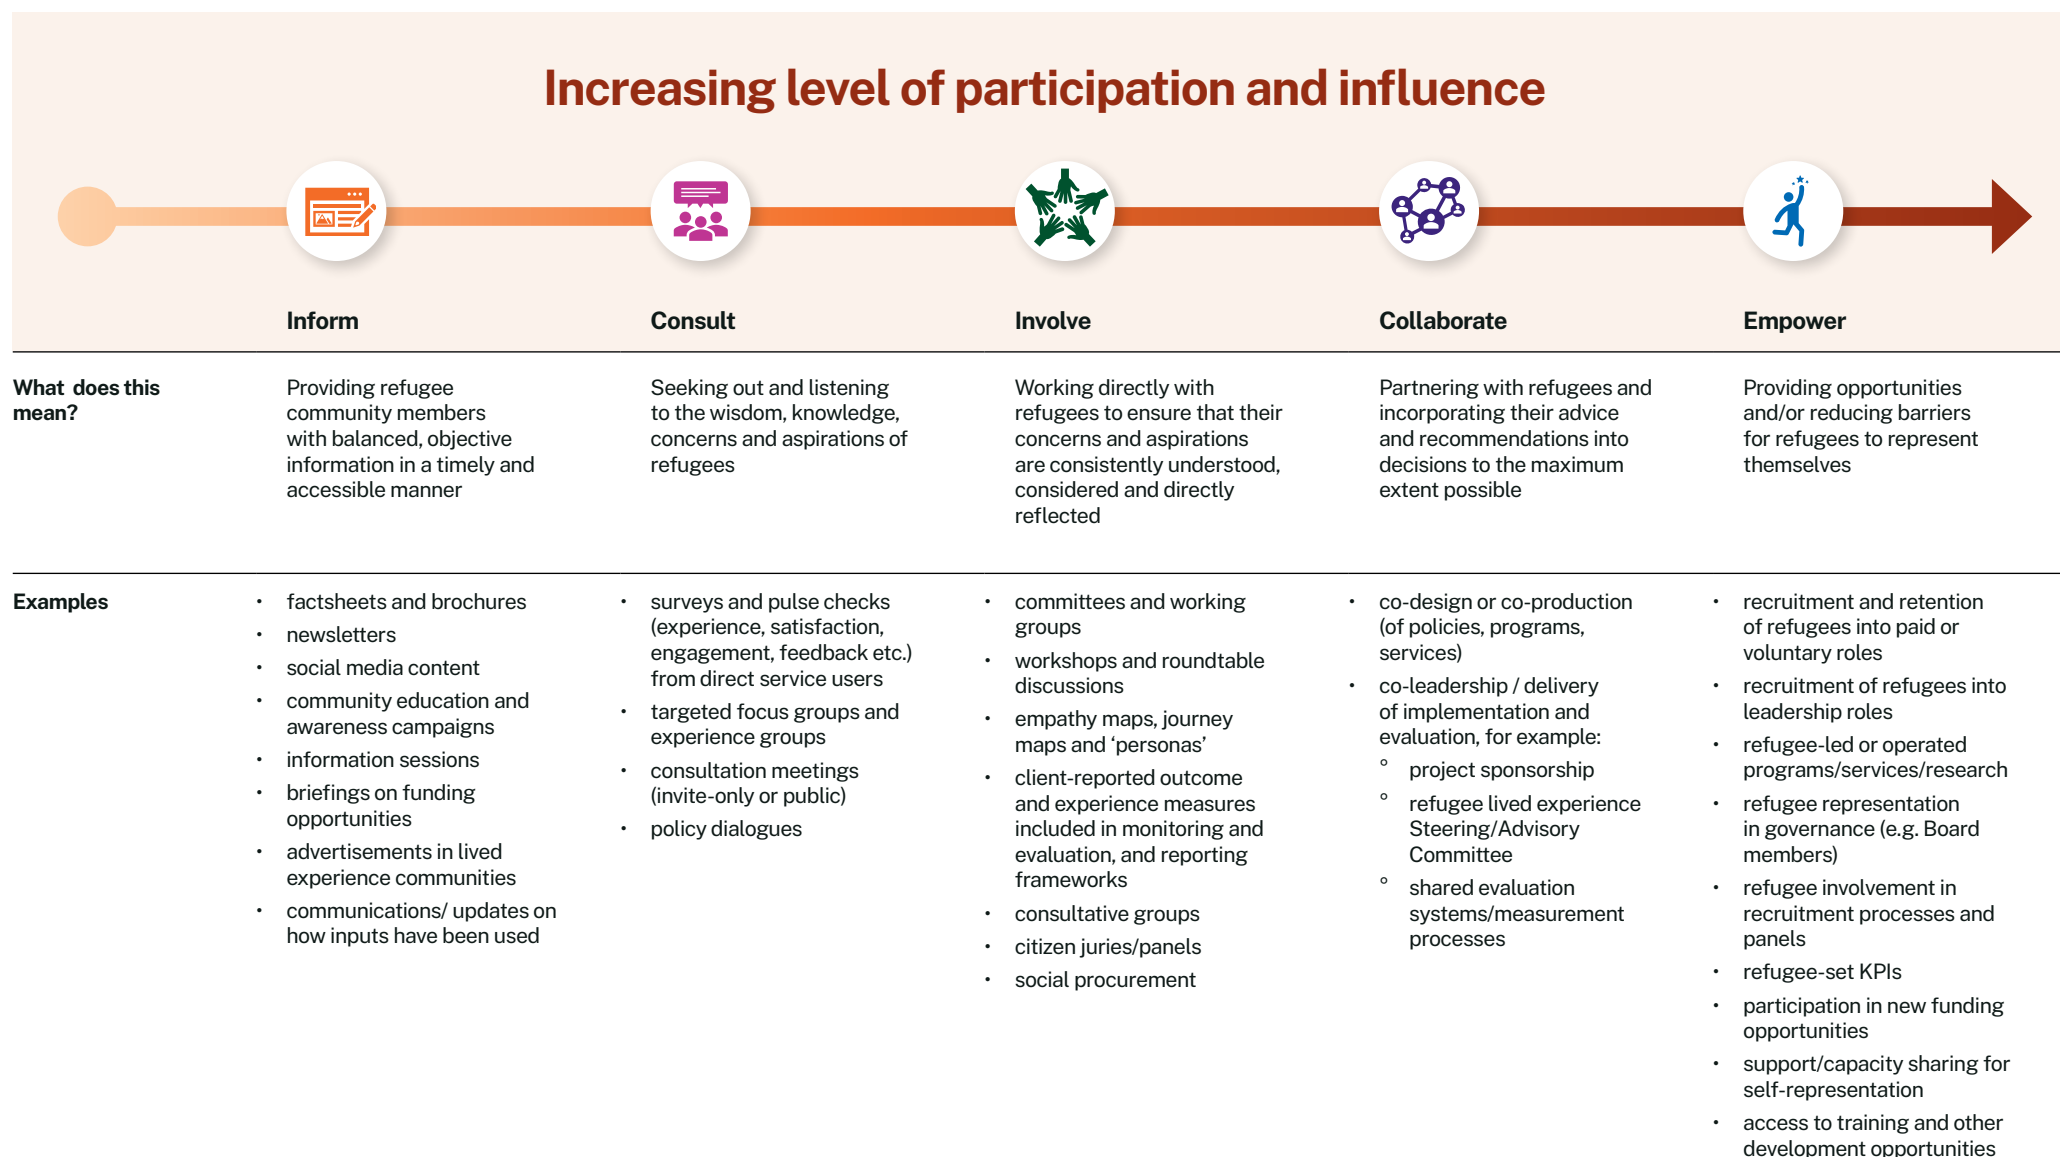 Increasing level of participation and influence
Inform
Consult
Involve
Collaborate
Empower
What does this
mean?
Providing refugee
community members
with balanced, objective
information in a timely and
accessible manner
Seeking out and listening
to the wisdom, knowledge,
concerns and aspirations of
refugees
Working directly with
refugees to ensure that their
concerns and aspirations
are consistently understood,
considered and directly
reflected
Partnering with refugees and
incorporating their advice
and recommendations into
decisions to the maximum
extent possible
Providing opportunities
and/or reducing barriers
for refugees to represent
themselves
Examples
• factsheets and brochures
• newsletters
• social media content
• community education and
awareness campaigns
• information sessions
• briefings on funding
opportunities
• advertisements in lived
experience communities
• communications/ updates on
how inputs have been used
• surveys and pulse checks
(experience, satisfaction,
engagement, feedback etc.)
from direct service users
• targeted focus groups and
experience groups
• consultation meetings
(invite-only or public)
• policy dialogues
• committees and working
groups
• workshops and roundtable
discussions
• empathy maps, journey
maps and ‘personas’
• client-reported outcome
and experience measures
included in monitoring and
evaluation, and reporting
frameworks
• consultative groups
• citizen juries/panels
• social procurement
• co-design or co-production
(of policies, programs,
services)
• co-leadership / delivery
of implementation and
evaluation, for example:
° project sponsorship
° refugee lived experience
Steering/Advisory
Committee
° shared evaluation
systems/measurement
processes
• recruitment and retention
of refugees into paid or
voluntary roles
• recruitment of refugees into
leadership roles
• refugee-led or operated
programs/services/research
• refugee representation
in governance (e.g. Board
members)
• refugee involvement in
recruitment processes and
panels
• refugee-set KPIs
• participation in new funding
opportunities
• support/capacity sharing for
self-representation
• access to training and other
development opportunities